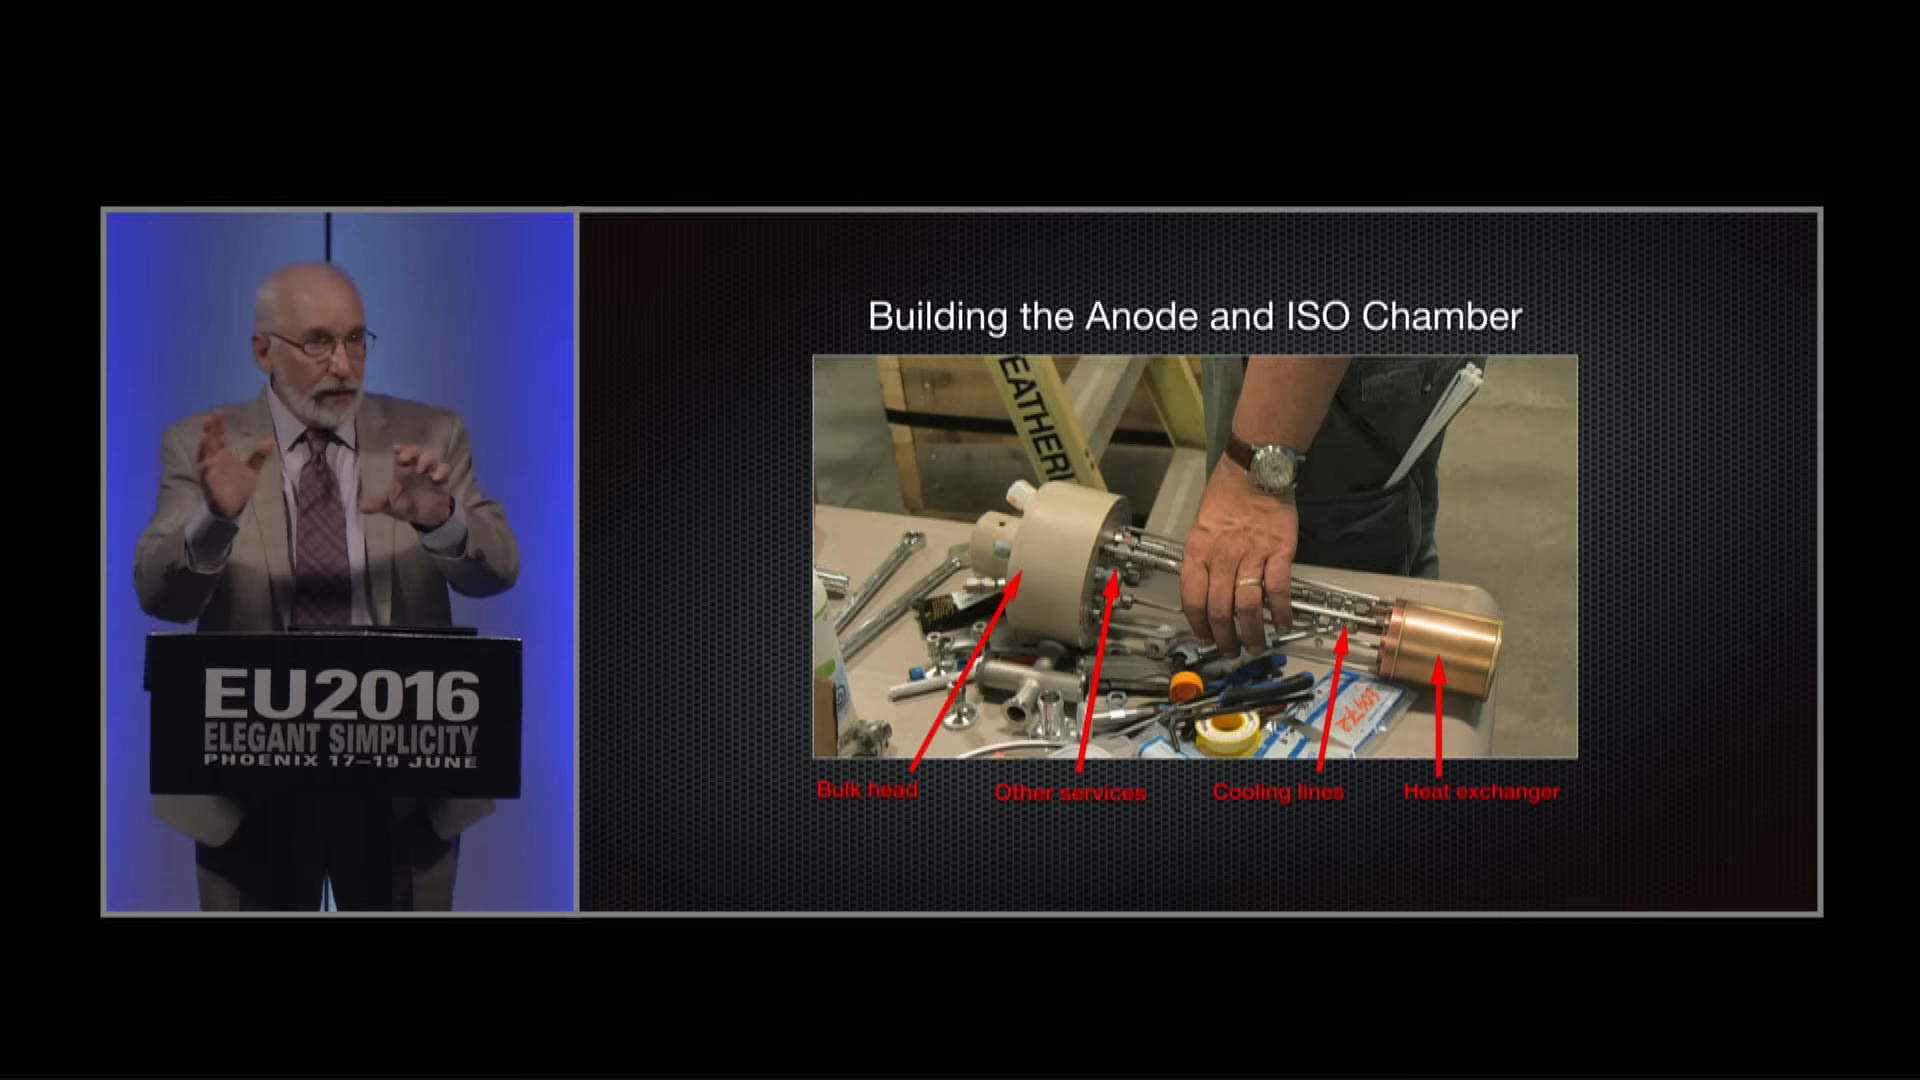 Building the Anode and ISO Chamber
EATHER
60472
Bulk head
Other services
Cooling lines
Heat exchanger
EU2016
ELEGANT SIMPLICITY
PHOENIX 17–19 JUNE